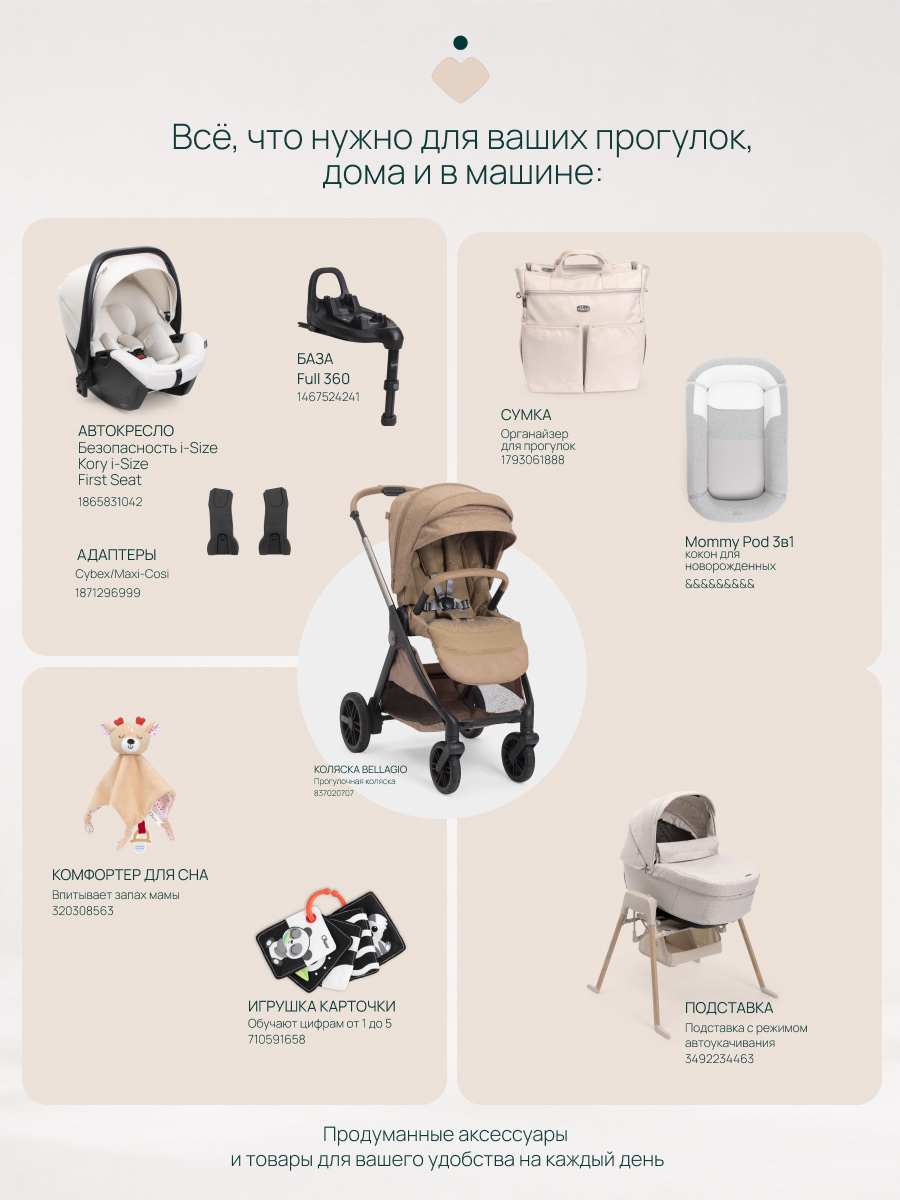 Всё, что нужно для ваших прогулок,
дома и в машине:
БАЗА
Full 360
1467524241
АВТОКРЕСЛО
Безопасность i-Size
Kory i-Size
First Seat
1865831042
АДАПТЕРЫ
Cybex/Maxi-Cosi
1871296999
СУМКА
Органайзер
для прогулок
1793061888
Mommy Pod 3в1
кокон для
новорожденных
&&&&&&&&&
КОЛЯСКА BELLAGIO
Прогулочная коляска
837020707
КОМФОРТЕР ДЛЯ СНА
Впитывает запах мамы
320308563
ИГРУШКА КАРТОЧКИ
Обучают цифрам от 1 до 5
710591658
ПОДСТАВКА
Подставка с режимом
автоукачивания
3492234463
Продуманные аксессуары
и товары для вашего удобства на каждый день